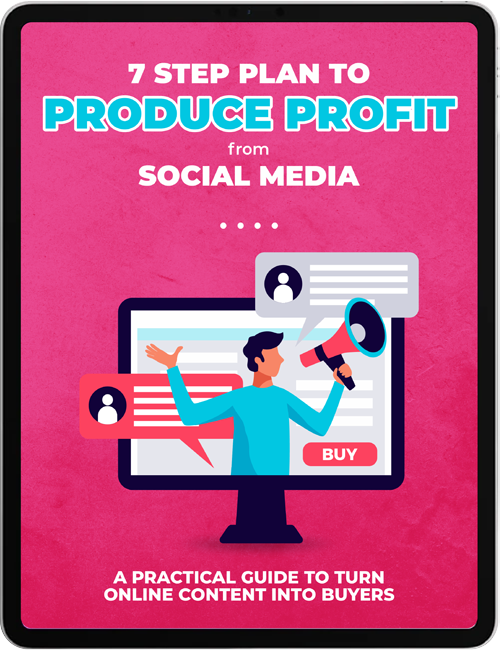 7 STEP PLAN TO
PRODUCE PROFIT
from
SOCIAL MEDIA
BUY
A PRACTICAL GUIDE TO TURN
ONLINE CONTENT INTO BUYERS